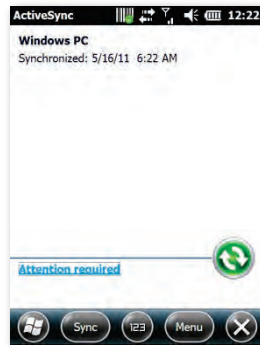 ActiveSync 12:22
Windows PC
Synchronized: 5/16/11 6:22 AM
Attention required
Sync 123 Menu